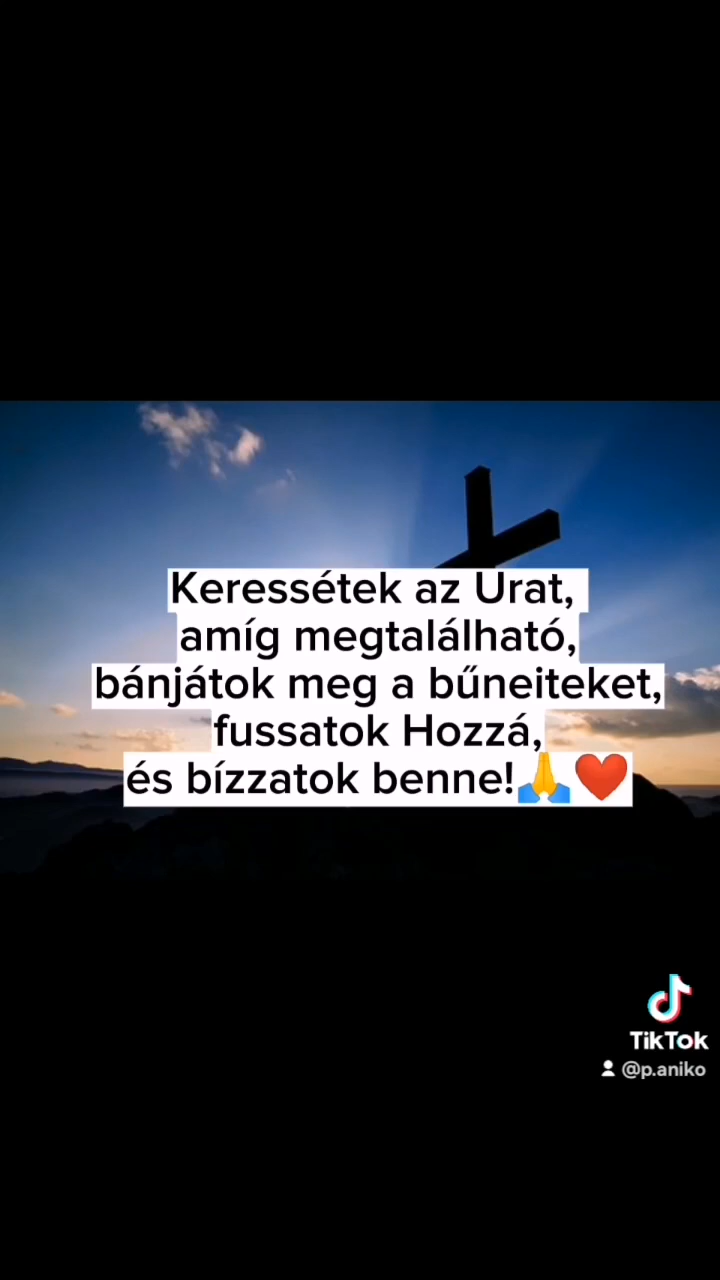 Keressétek az Urat,
amíg megtalálható,
bánjátok meg a bűneiteket,
fussatok Hozzá,
és bízzatok benne!🙏❤️
TikTok
@p.aniko